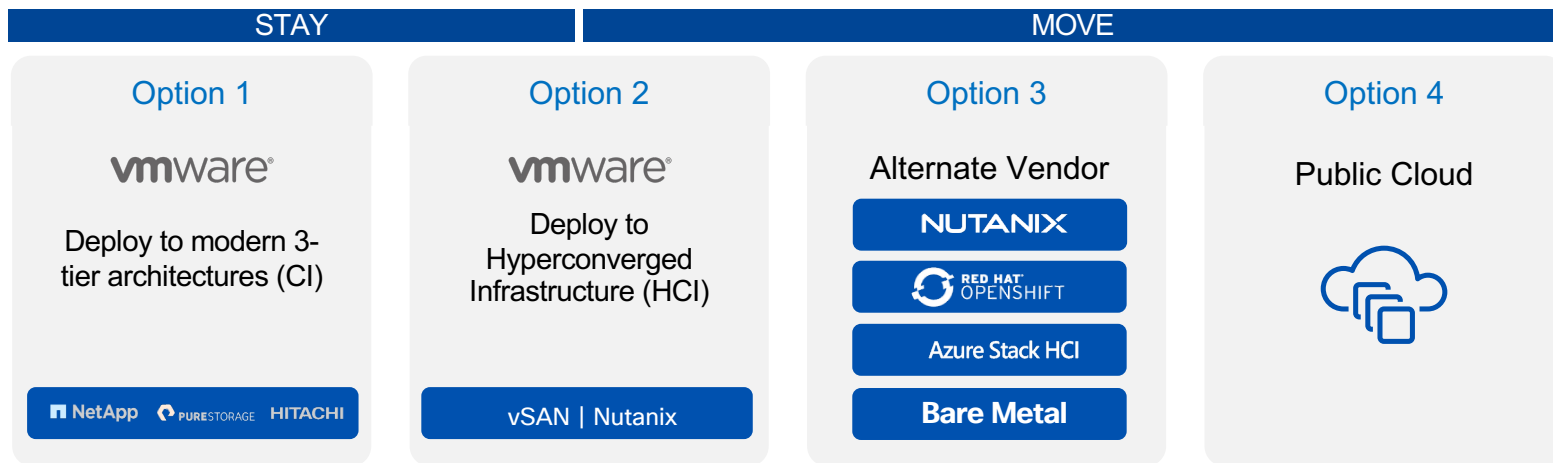 STAY
MOVE
Option 1
vmware®
Deploy to modern 3-
tier architectures (CI)
NetApp PURESTORAGE HITACHI
Option 2
vmware®
Deploy to
Hyperconverged
Infrastructure (HCI)
vSAN | Nutanix
Option 3
Alternate Vendor
NUTANIX
RED HAT®
OPENSHIFT
Azure Stack HCI
Bare Metal
Option 4
Public Cloud